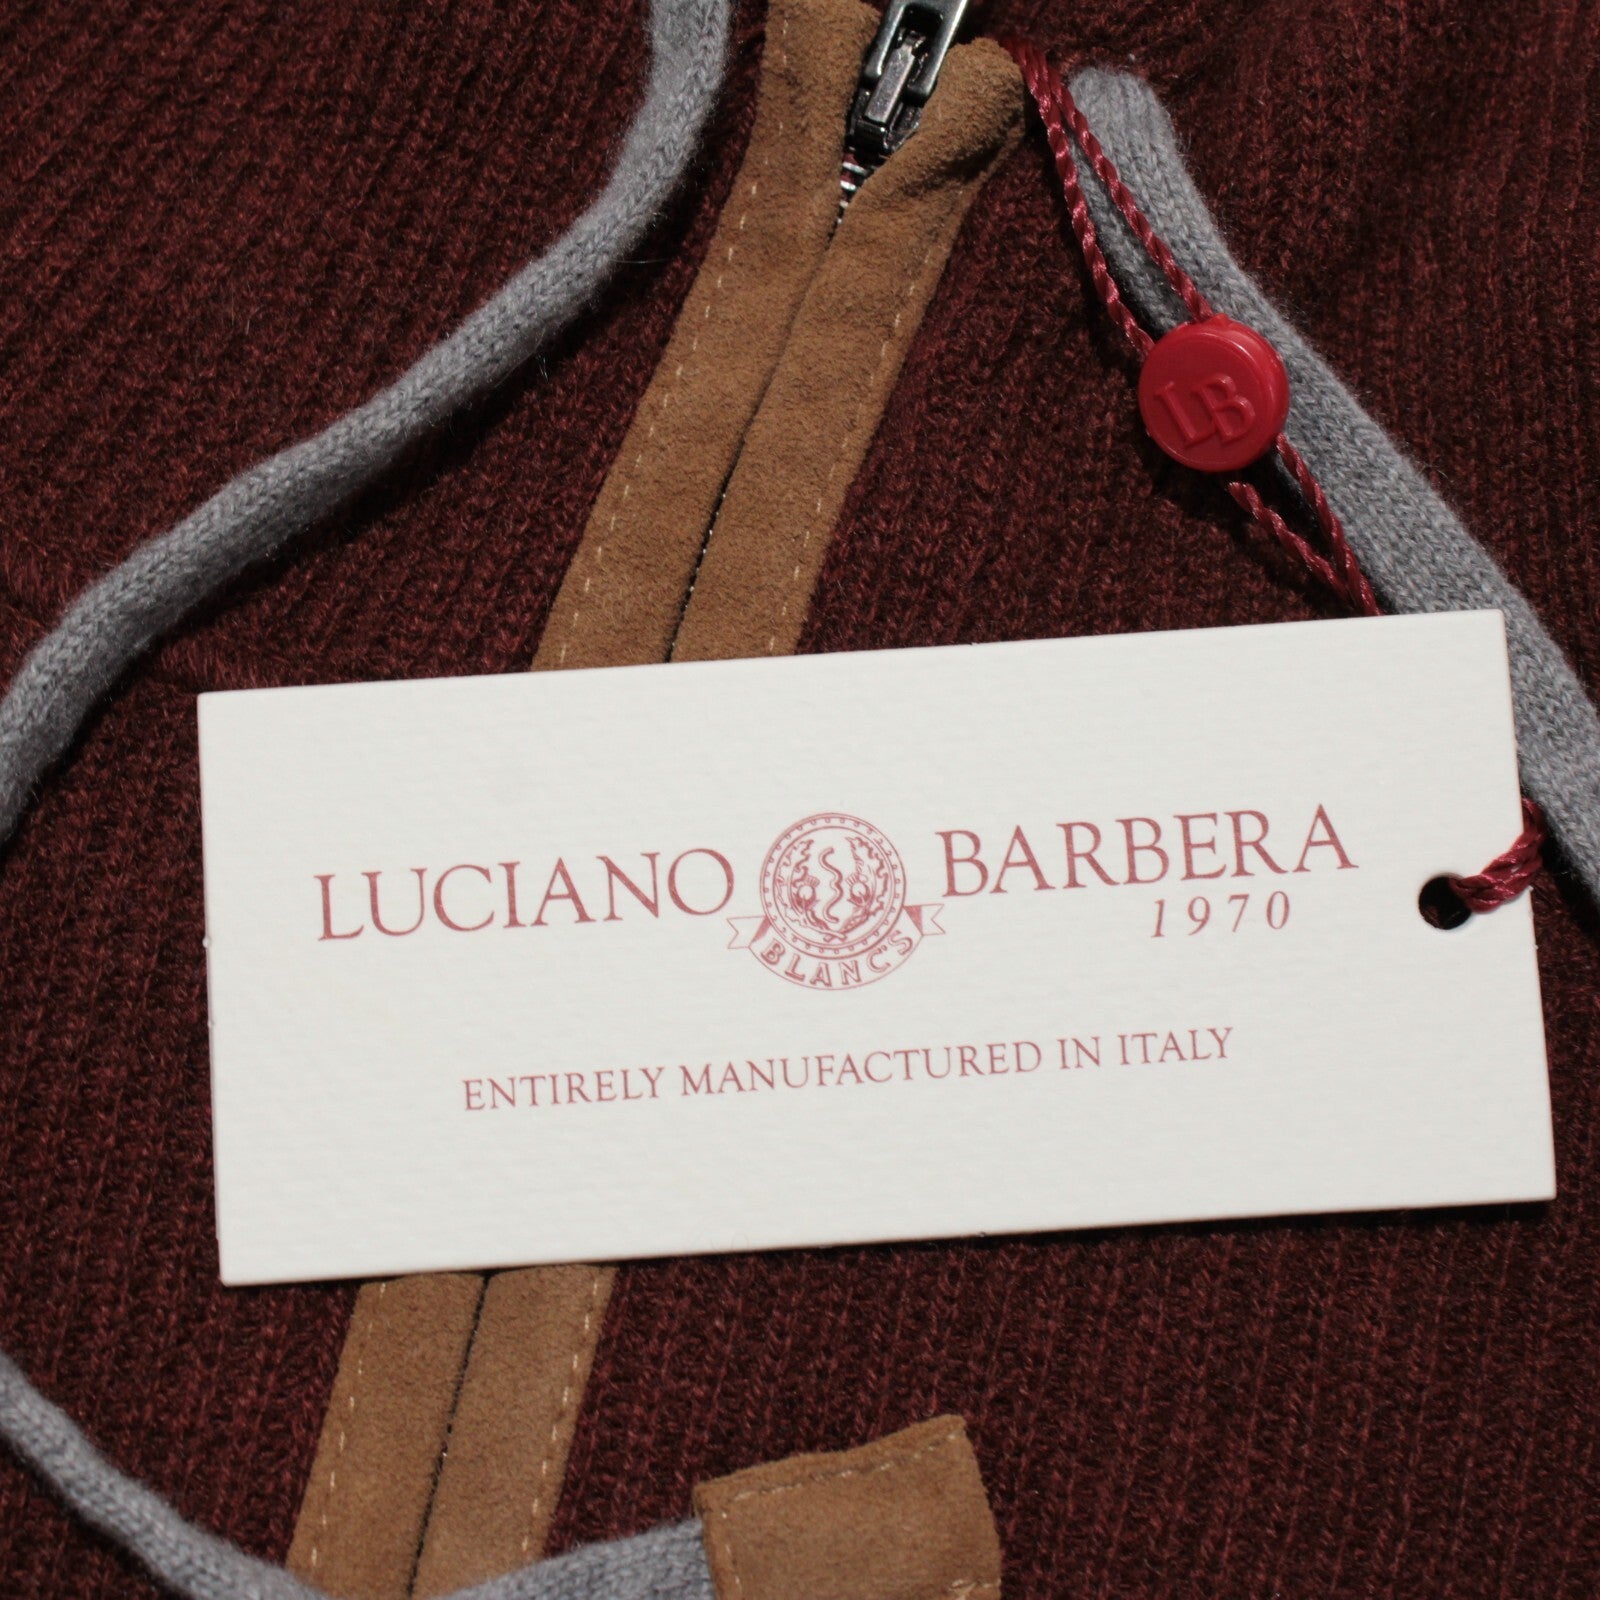 LB
LUCIANO BARBERA
1970
BLANC'S
ENTIRELY MANUFACTURED IN ITALY